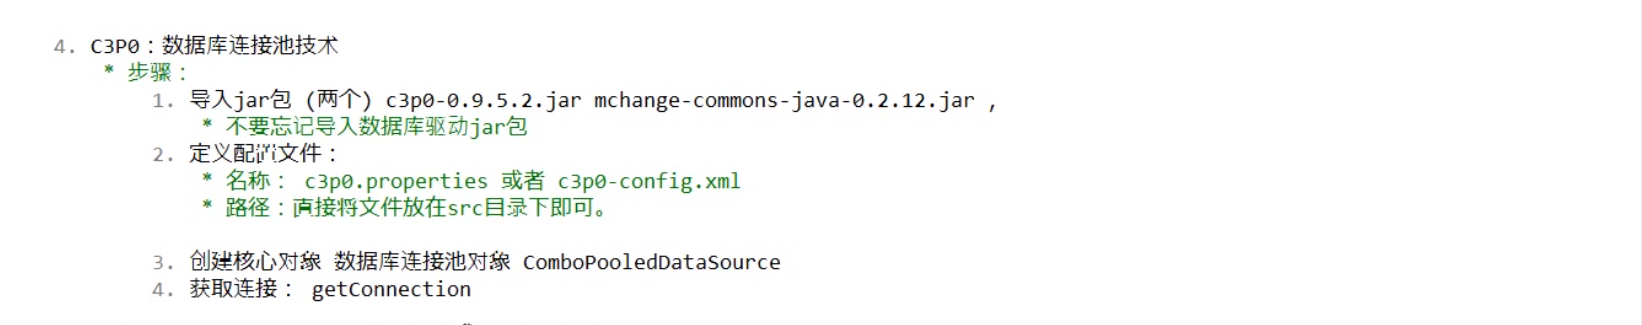 4. C3P0：数据库连接池技术
* 步骤：
1. 导入jar包 (两个) c3p0-0.9.5.2.jar mchange-commons-java-0.2.12.jar ，
* 不要忘记导入数据库驱动jar包
2. 定义配置文件：
* 名称： c3p0.properties 或者 c3p0-config.xml
* 路径：直接将文件放在src目录下即可。
3. 创建核心对象 数据库连接池对象 ComboPooledDataSource
4. 获取连接： getConnection